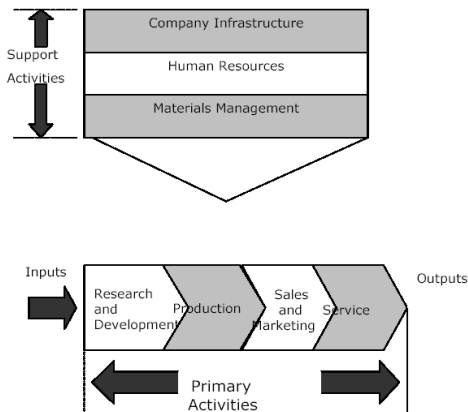 Company Infrastructure
Support
Activities
Human Resources
Materials Management
Inputs
Outputs
Research
and
Development
Production
Sales
and
Marketing
Service
Primary
Activities